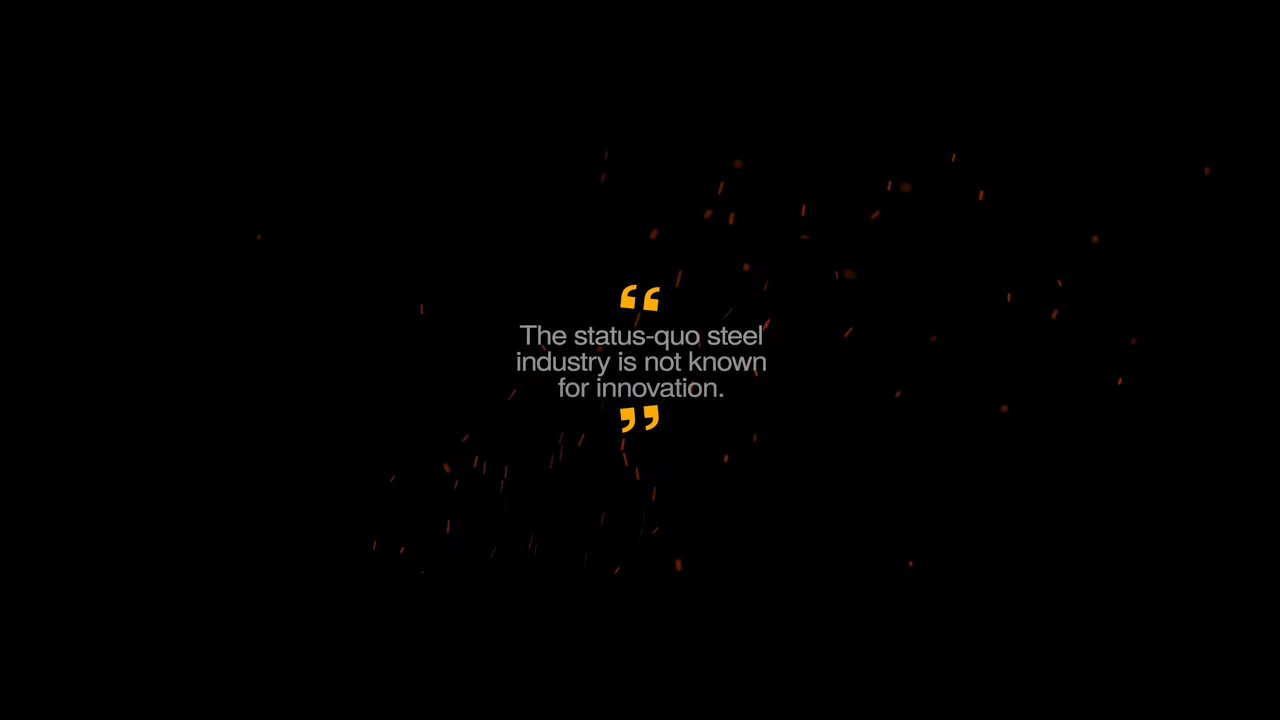 “
The status-quo steel
industry is not known
for innovation.
”